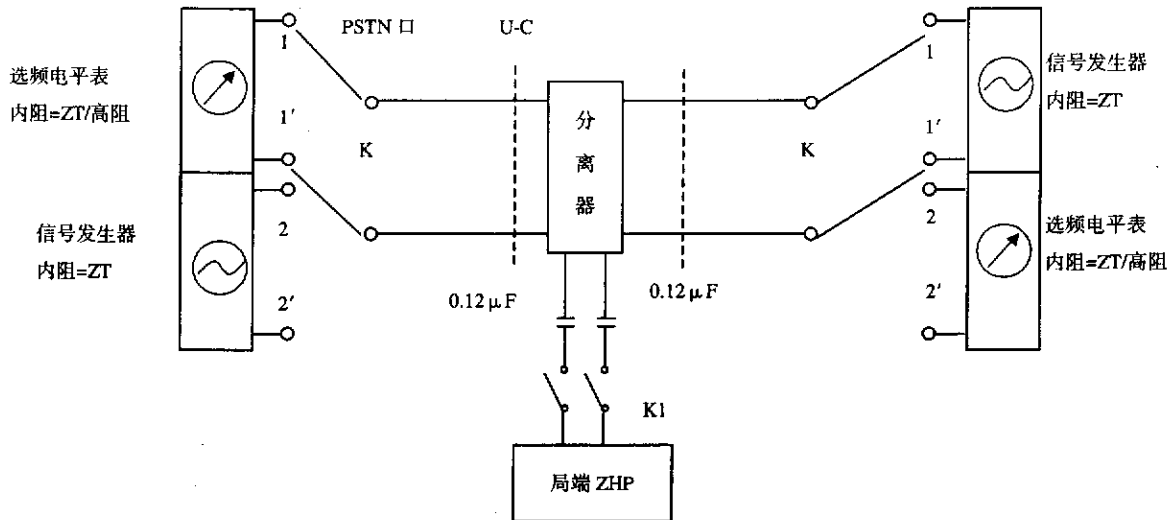 PSTN 口
U-C
1
1
选频电平表
内阻=ZT/高阻
信号发生器
内阻=ZT
1′
1′
K
分离器
K
2
2
信号发生器
内阻=ZT
选频电平表
内阻=ZT/高阻
2′
2′
0.12μF
0.12μF
K1
局端 ZHP